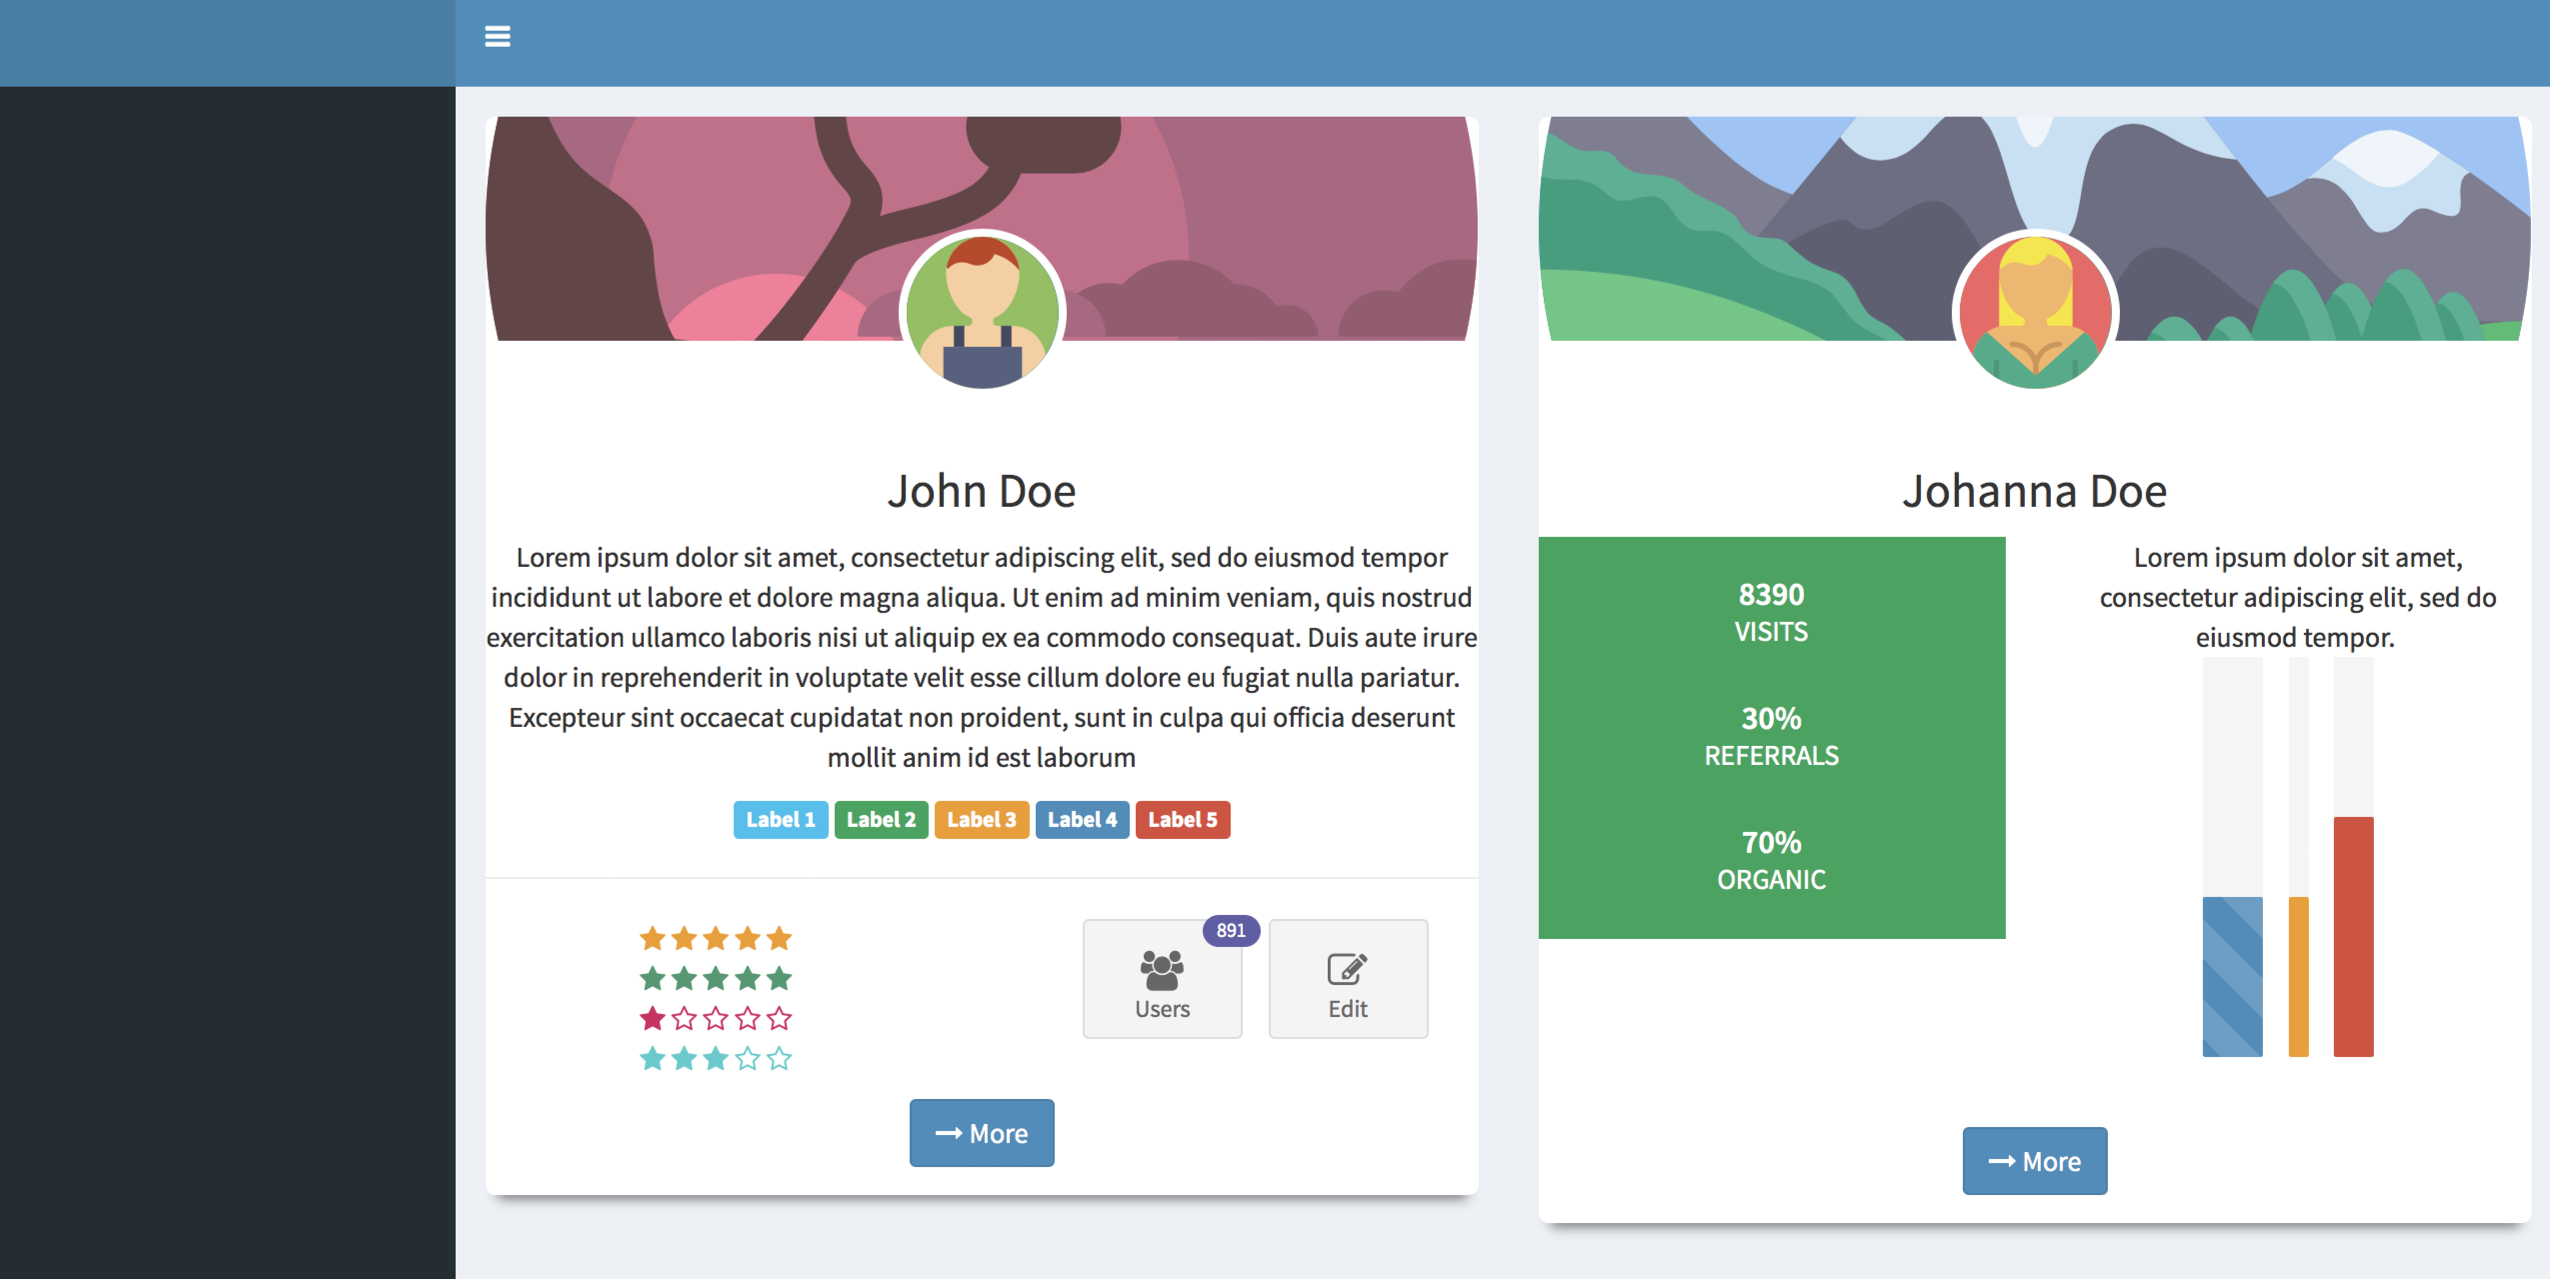 John Doe
Lorem ipsum dolor sit amet, consectetur adipiscing elit, sed do eiusmod tempor
incididunt ut labore et dolore magna aliqua. Ut enim ad minim veniam, quis nostrud
exercitation ullamco laboris nisi ut aliquip ex ea commodo consequat. Duis aute irure
dolor in reprehenderit in voluptate velit esse cillum dolore eu fugiat nulla pariatur.
Excepteur sint occaecat cupidatat non proident, sunt in culpa qui officia deserunt
mollit anim id est laborum
Label 1 Label 2 Label 3 Label 4 Label 5
891
Users
Edit
More
Johanna Doe
8390
VISITS
30%
REFERRALS
70%
ORGANIC
Lorem ipsum dolor sit amet,
consectetur adipiscing elit, sed do
eiusmod tempor.
More